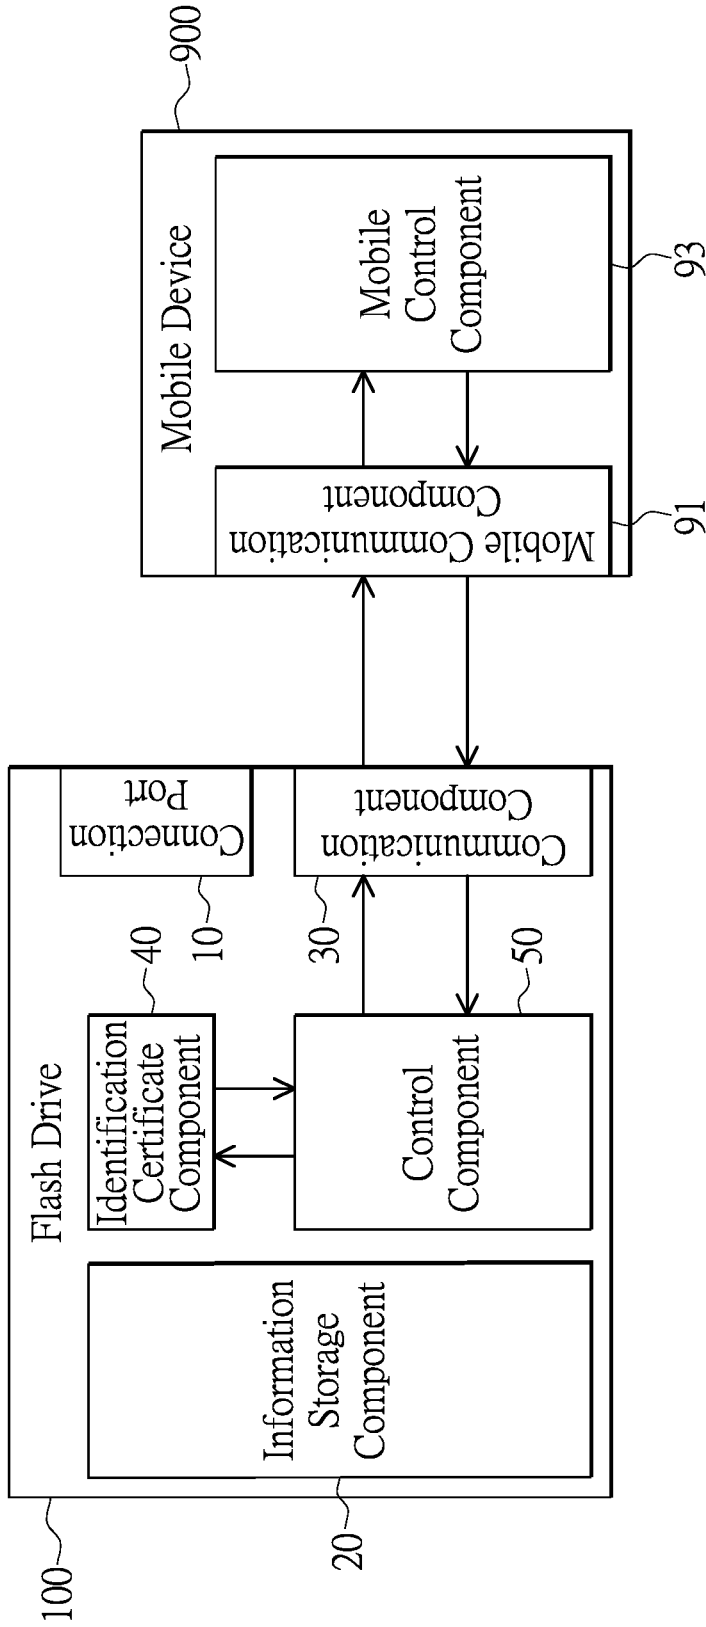 100
Flash Drive
20
Information
Storage
Component
Identification
Certificate
Component
40
Control
Component
50
10
Connection
Port
30
Communication
Component
Mobile Device
900
Mobile Communication
Component
91
Mobile
Control
Component
93